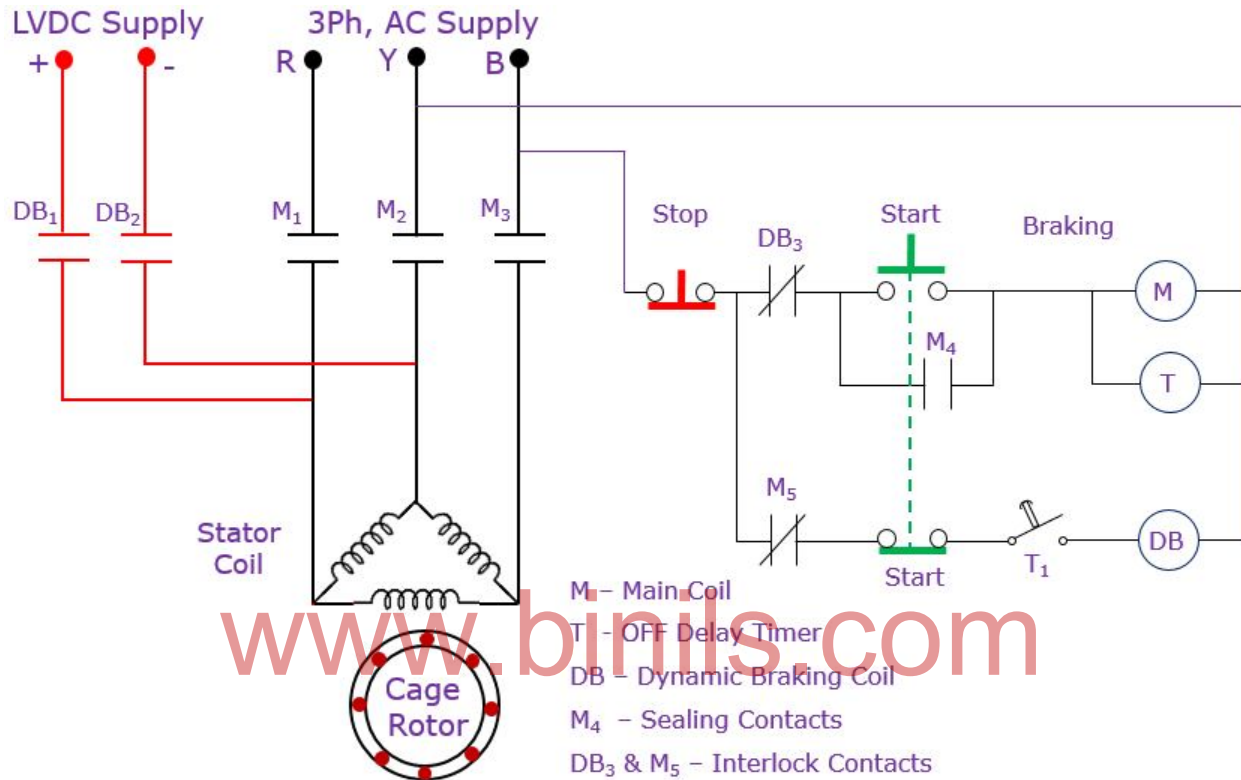 LVDC Supply
3Ph, AC Supply
+
-
R
Y
B
DB₁
DB₂
M₁
M₂
M₃
Stop
DB₃
Start
Braking
M
M₄
T
M₅
Start
T₁
DB
Stator
Coil
Cage
Rotor
M – Main Coil
T - OFF Delay Timer
DB – Dynamic Braking Coil
M₄ – Sealing Contacts
DB₃ & M₅ – Interlock Contacts
www.binils.com